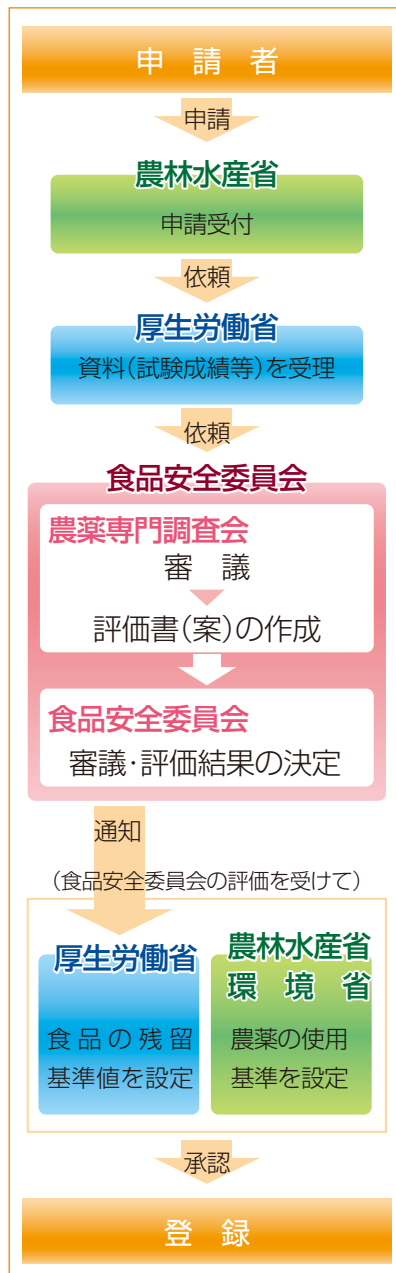 申請者
申請
農林水産省
申請受付
依頼
厚生労働省
資料(試験成績等)を受理
依頼
食品安全委員会
農薬専門調査会
審議
評価書(案)の作成
食品安全委員会
審議・評価結果の決定
通知
(食品安全委員会の評価を受けて)
厚生労働省
食品の残留
基準値を設定
農林水産省
環境省
農薬の使用
基準を設定
承認
登録